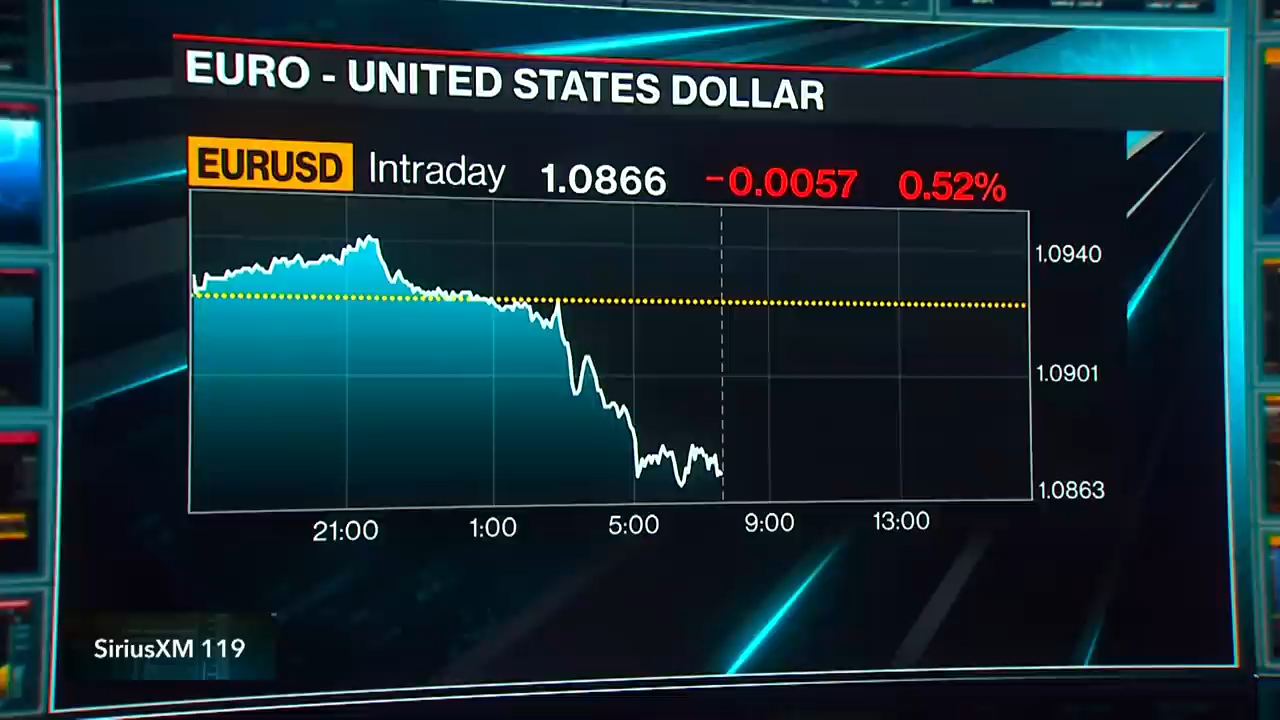 EURO - UNITED STATES DOLLAR
EURUSD Intraday 1.0866 -0.0057 0.52%
1.0940
1.0901
1.0863
21:00 1:00 5:00 9:00 13:00
SiriusXM 119